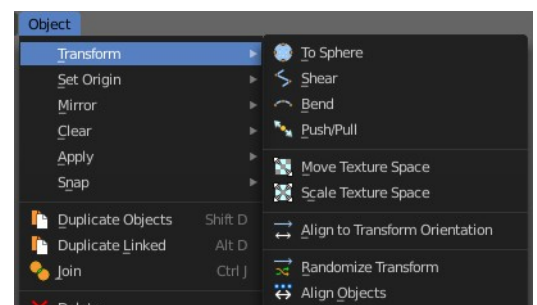 Object
Transform
Set Origin
Mirror
Clear
Apply
Snap
Duplicate Objects Shift D
Duplicate Linked Alt D
Join Ctrl J
To Sphere
Shear
Bend
Push/Pull
Move Texture Space
Scale Texture Space
Align to Transform Orientation
Randomize Transform
Align Objects